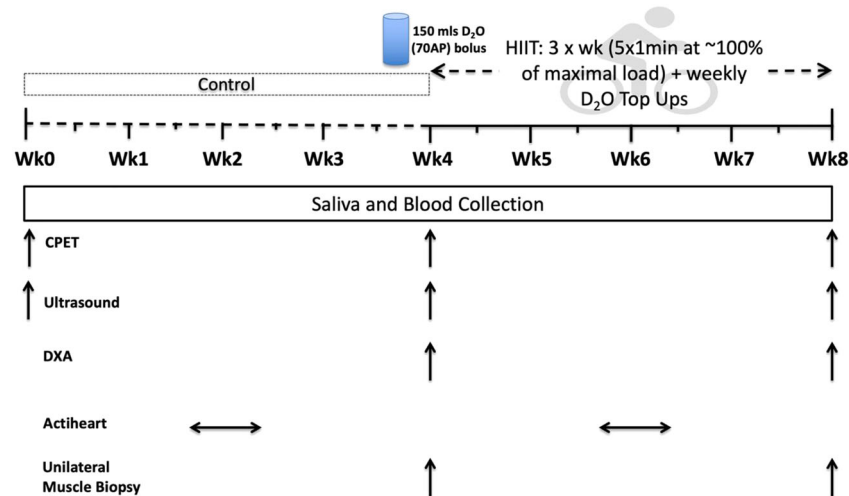 150 mls D₂O
(70AP) bolus
HIIT: 3 x wk (5x1min at ~100%
of maximal load) + weekly
D₂O Top Ups
Control
Wk0 Wk1 Wk2 Wk3 Wk4 Wk5 Wk6 Wk7 Wk8
Saliva and Blood Collection
CPET
Ultrasound
DXA
Actiheart
Unilateral
Muscle Biopsy